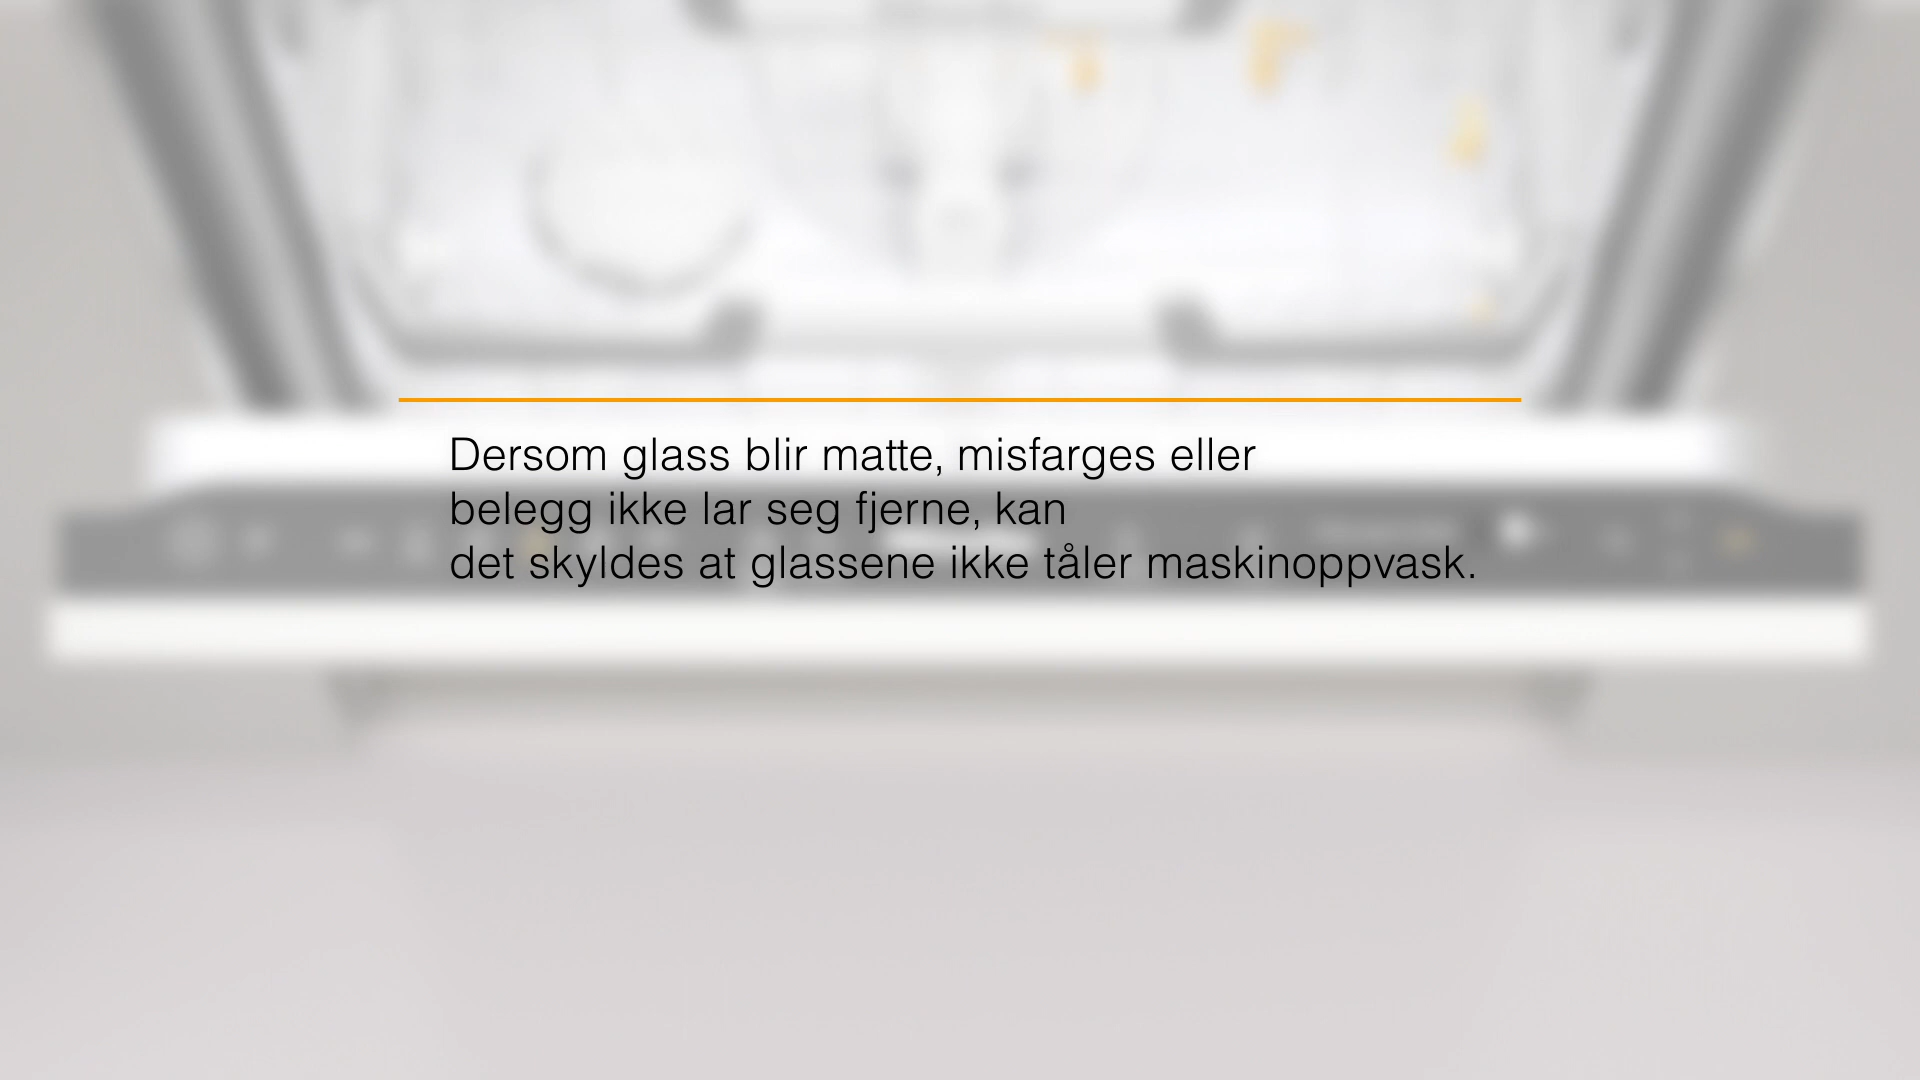 Dersom glass blir matte, misfarges eller
belegg ikke lar seg fjerne, kan
det skyldes at glassene ikke tåler maskinoppvask.